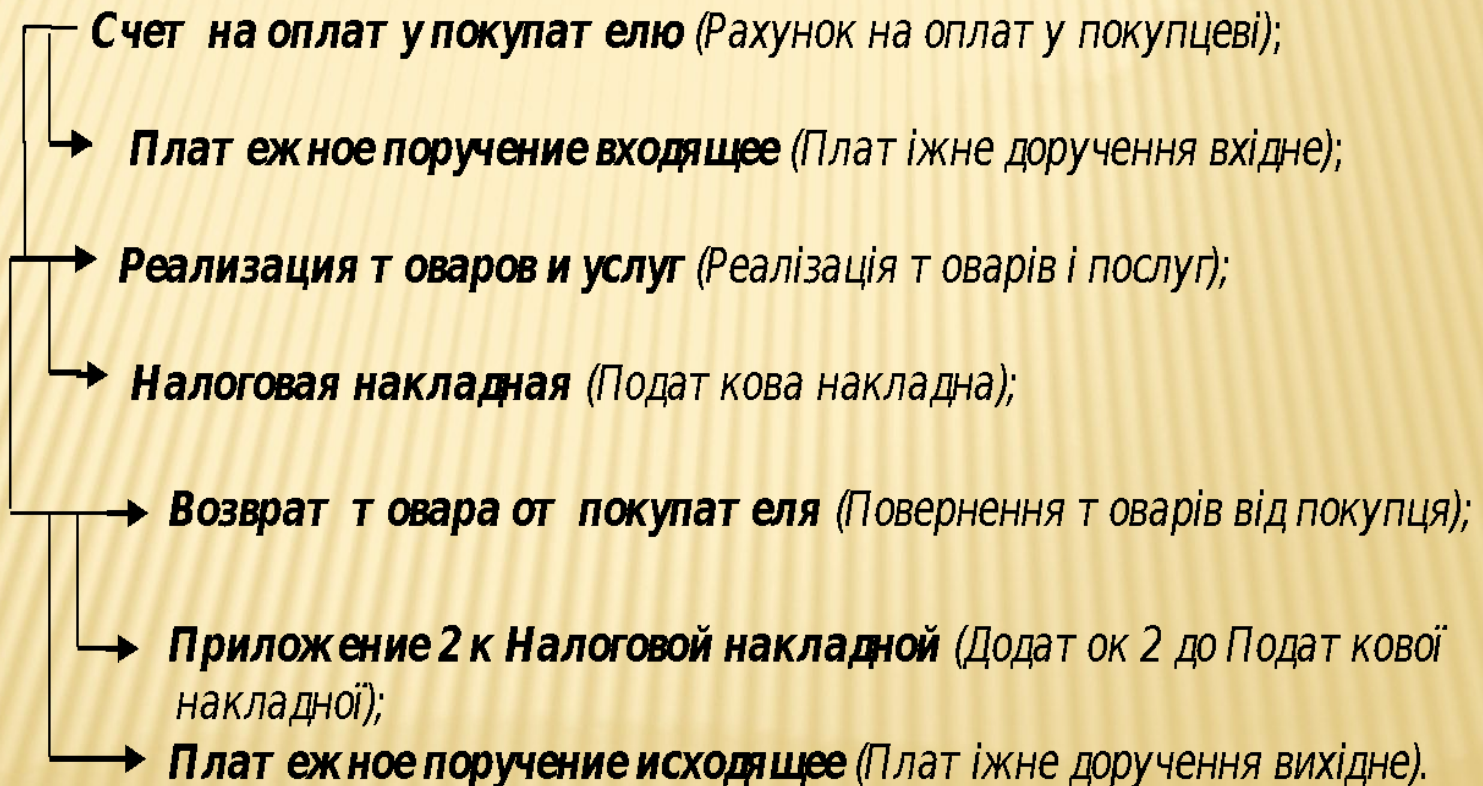 Счет на оплату покупателю (Рахунок на оплату покупцеві);
Платежное поручение входящее (Платіжне доручення вхідне);
Реализация товаров и услуг (Реалізація товарів і послуг);
Налоговая накладная (Податкова накладна);
Возврат товара от покупателя (Повернення товарів від покупця);
Приложение 2 к Налоговой накладной (Додаток 2 до Податкової
накладної);
Платежное поручение исходящее (Платіжне доручення вихідне).